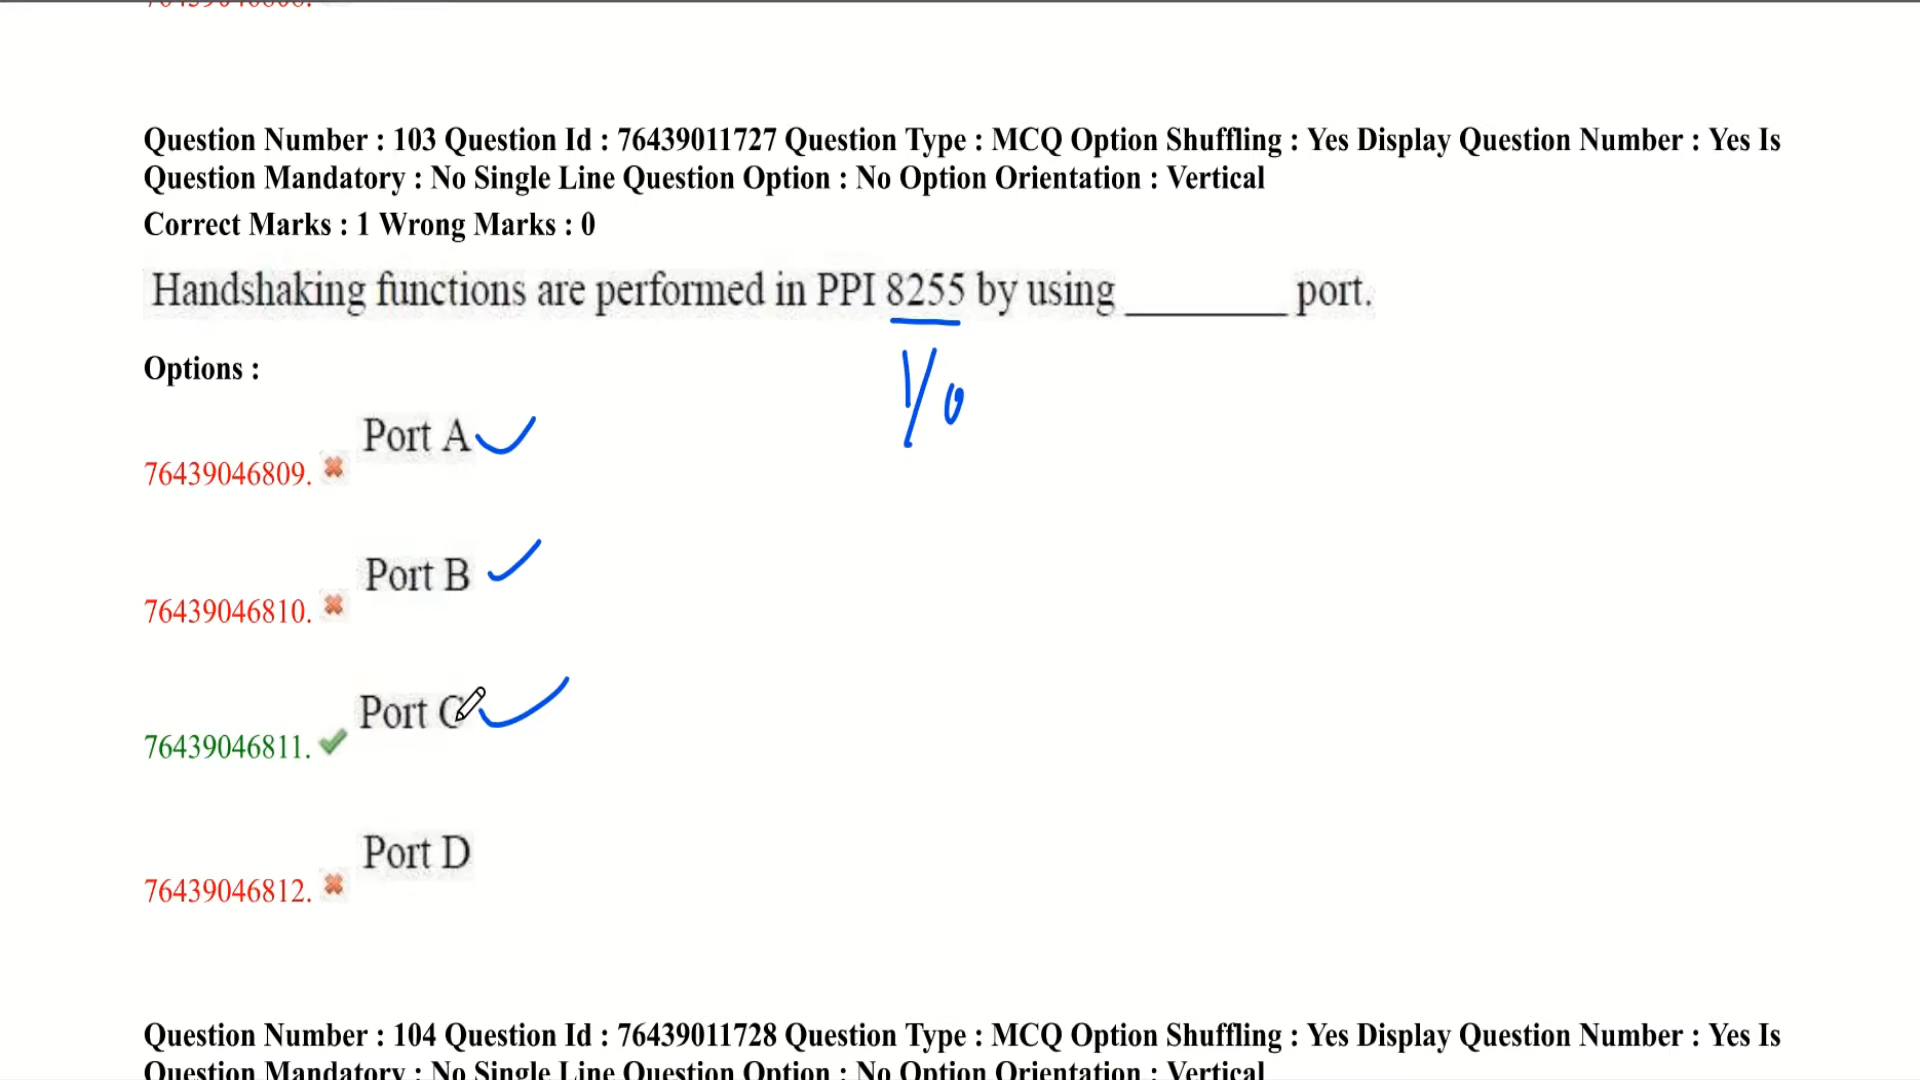 Question Number : 103 Question Id : 76439011727 Question Type : MCQ Option Shuffling : Yes Display Question Number : Yes Is
Question Mandatory : No Single Line Question Option : No Option Orientation : Vertical
Correct Marks : 1 Wrong Marks : 0
Handshaking functions are performed in PPI 8255 by using ________ port.
I/O
Options :
Port A
76439046809.
Port B
76439046810.
Port C
76439046811.
Port D
76439046812.
Question Number : 104 Question Id : 76439011728 Question Type : MCQ Option Shuffling : Yes Display Question Number : Yes Is
Question Mandatory : No Single Line Question Option : No Option Orientation : Vertical